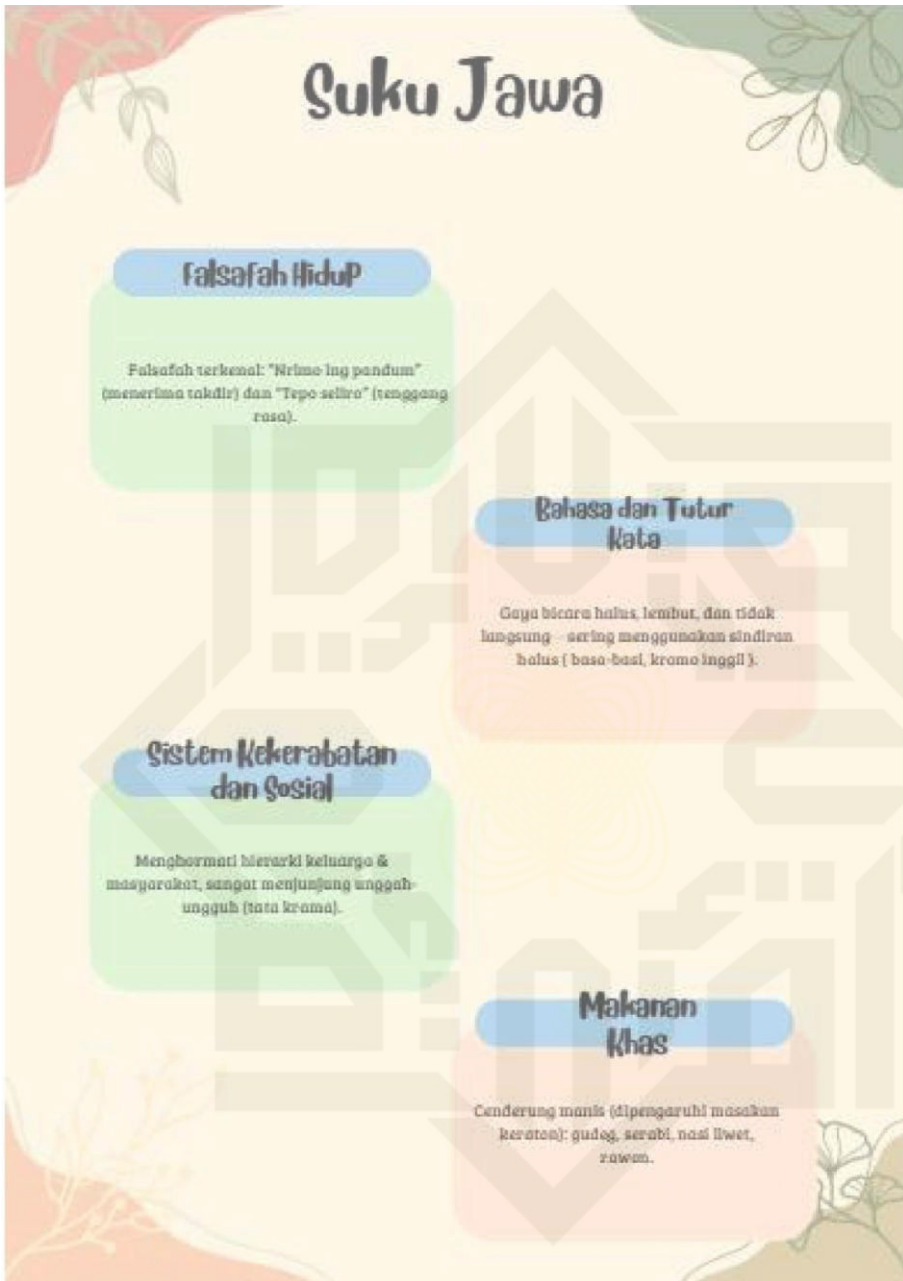 Suku Jawa
Falsafah Hidup
Falsafah terkenal: "Nrimo ing pandum"
(menerima takdir) dan "Tepo seliro" (tenggang
rasa).
Bahasa dan Tutur
Kata
Gaya bicara halus, lembut, dan tidak
langsung – sering menggunakan sindiran
halus ( basa-basi, kromo inggil ).
Sistem Kekerabatan
dan Sosial
Menghormati hierarki keluarga &
masyarakat, sangat menjunjung unggah-
ungguh (tata krama).
Makanan
Khas
Cenderung manis (dipengaruhi masakan
keraton): gudeg, serabi, nasi liwet,
rawon.